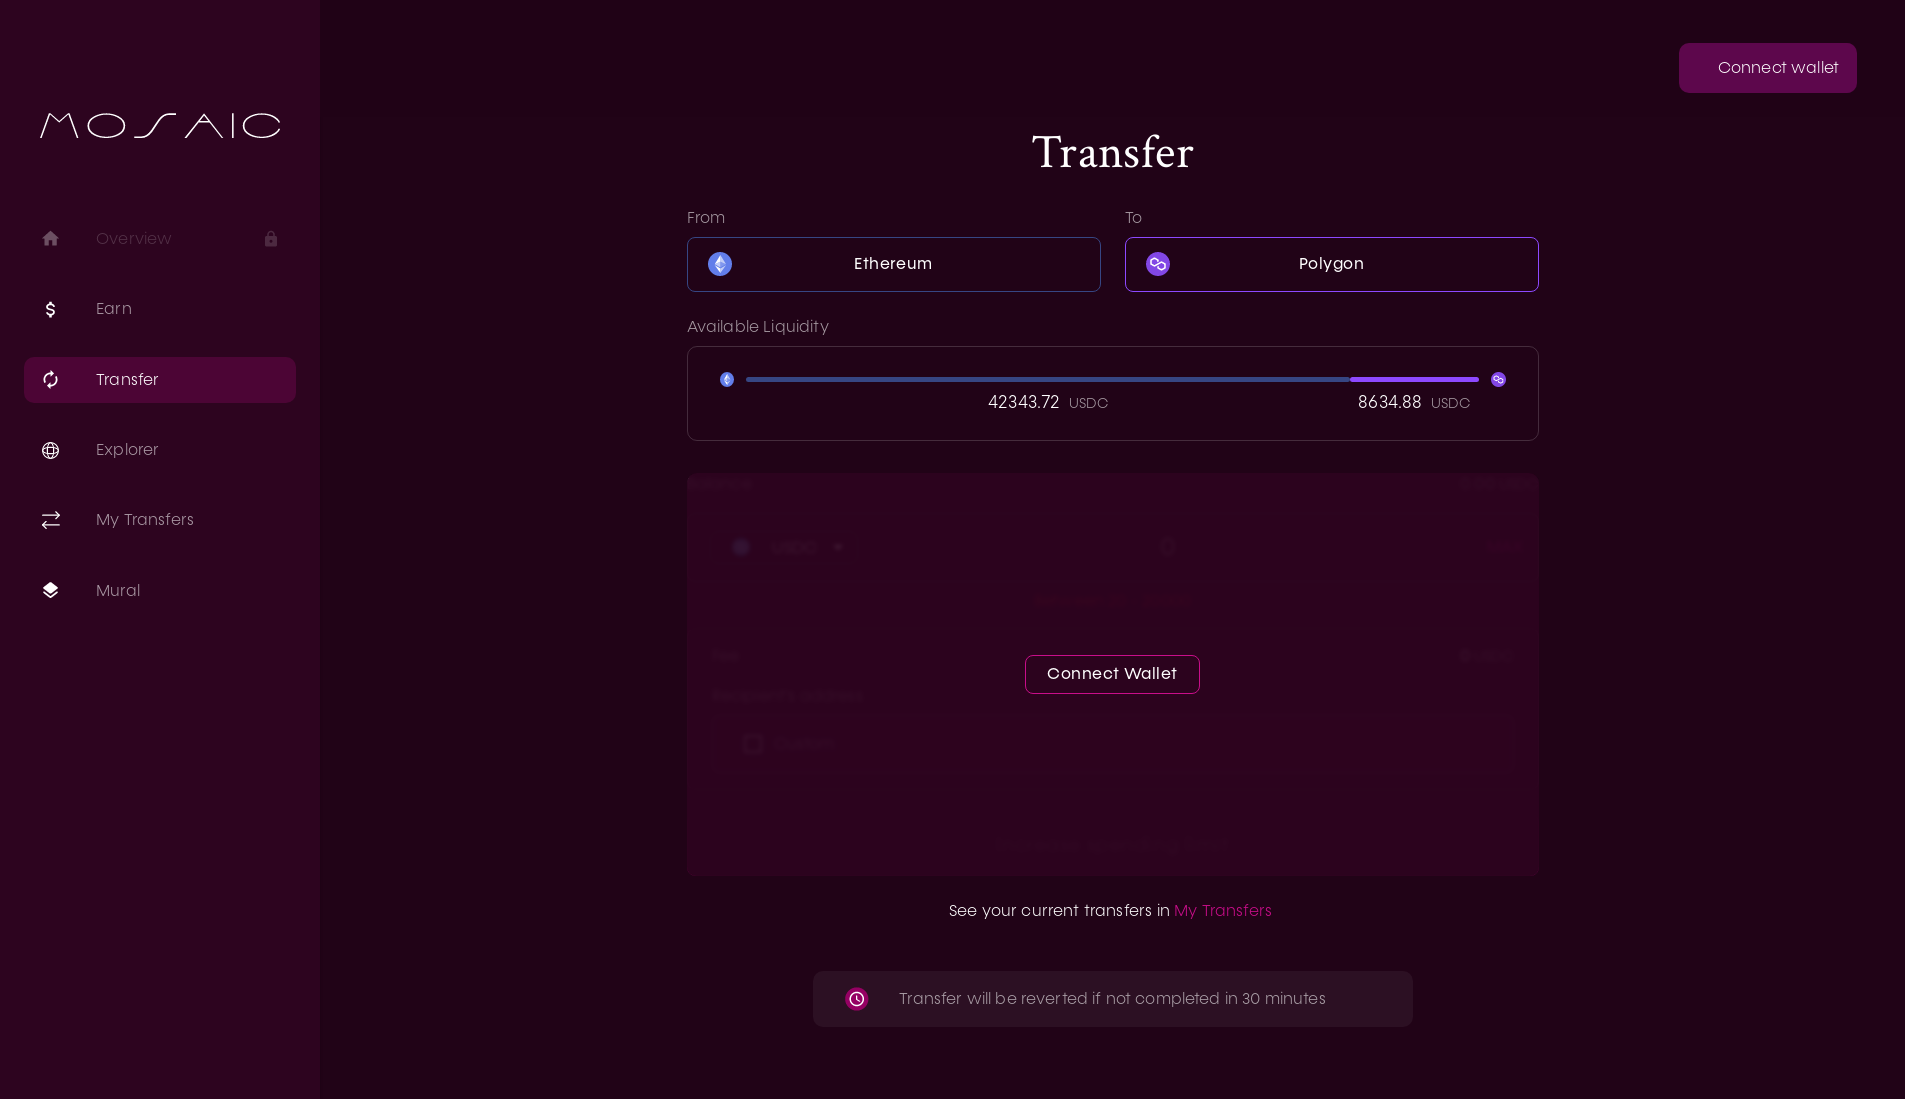 MOSAIC
Connect wallet
Overview
Earn
Transfer
Explorer
My Transfers
Mural
Transfer
From
To
Ethereum
Polygon
Available Liquidity
42343.72 USDC
8634.88 USDC
USDC
0
Connect Wallet
See your current transfers in My Transfers
Transfer will be reverted if not completed in 30 minutes